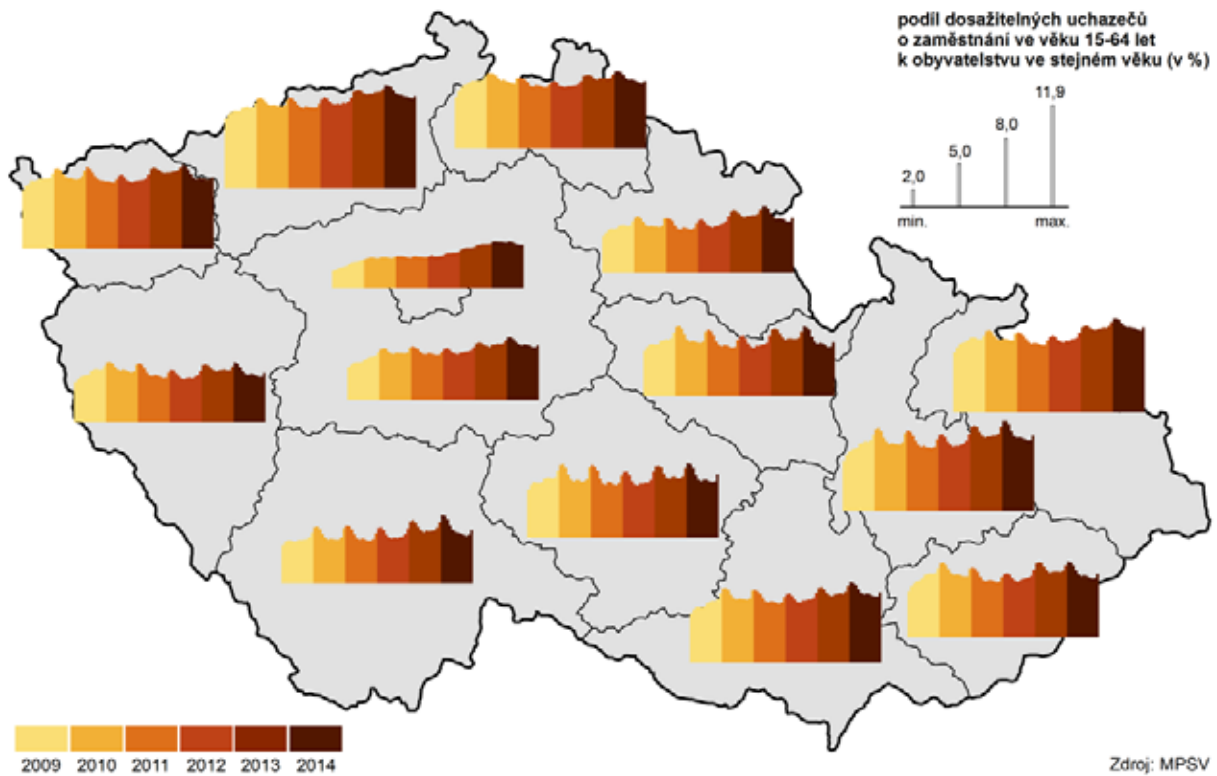 podíl dosažitelných uchazečů
o zaměstnání ve věku 15-64 let
k obyvatelstvu ve stejném věku (v %)
11,9
8,0
5,0
2,0
min.
max.
2009 2010 2011 2012 2013 2014
Zdroj: MPSV